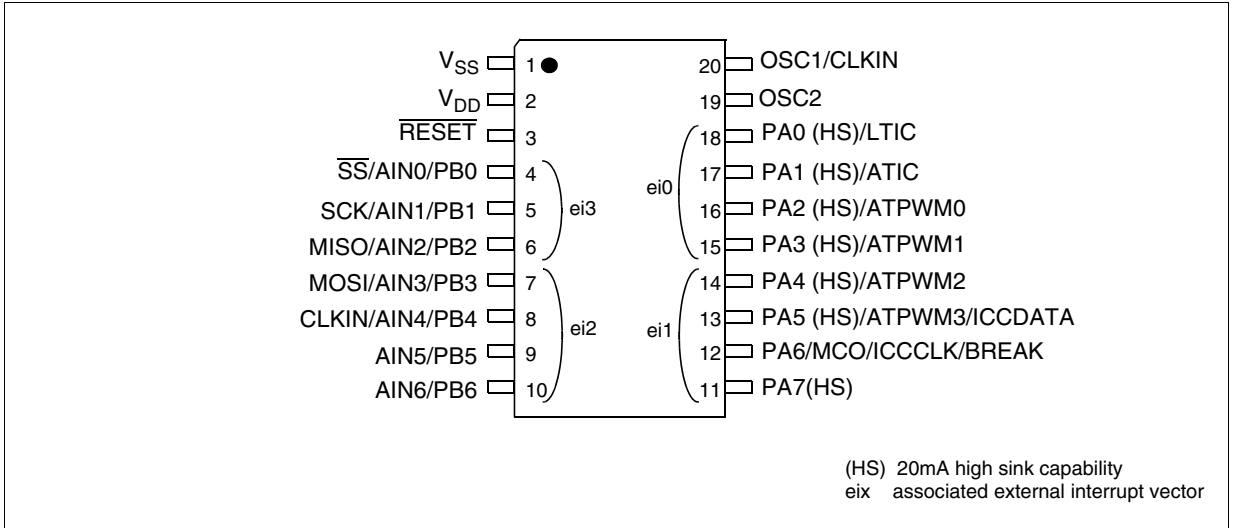 V_SS 1 20 OSC1/CLKIN
V_DD 2 19 OSC2
RESET 3 18 PA0 (HS)/LTIC
SS/AIN0/PB0 4 17 PA1 (HS)/ATIC
SCK/AIN1/PB1 5 ei3 ei0 16 PA2 (HS)/ATPWM0
MISO/AIN2/PB2 6 15 PA3 (HS)/ATPWM1
MOSI/AIN3/PB3 7 14 PA4 (HS)/ATPWM2
CLKIN/AIN4/PB4 8 ei2 ei1 13 PA5 (HS)/ATPWM3/ICCDATA
AIN5/PB5 9 12 PA6/MCO/ICCCLK/BREAK
AIN6/PB6 10 11 PA7(HS)
(HS) 20mA high sink capability
eix associated external interrupt vector